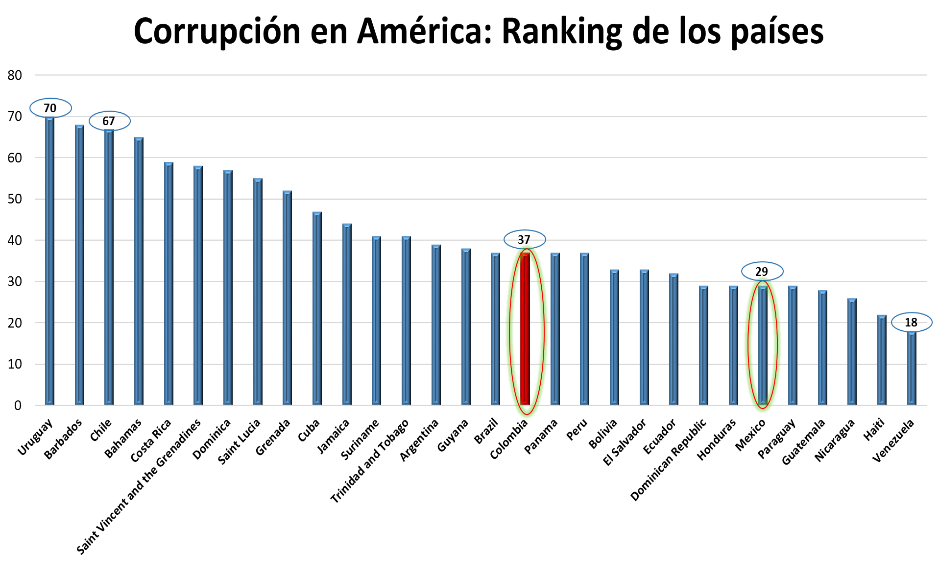 Corrupción en América: Ranking de los países
80
70
60
50
40
30
20
10
0
70
67
37
29
18
Uruguay
Barbados
Chile
Bahamas
Costa Rica
Saint Vincent and the Grenadines
Dominica
Saint Lucia
Grenada
Cuba
Jamaica
Suriname
Trinidad and Tobago
Argentina
Guyana
Brazil
Colombia
Panama
Peru
Bolivia
El Salvador
Ecuador
Dominican Republic
Honduras
Mexico
Paraguay
Guatemala
Nicaragua
Haiti
Venezuela